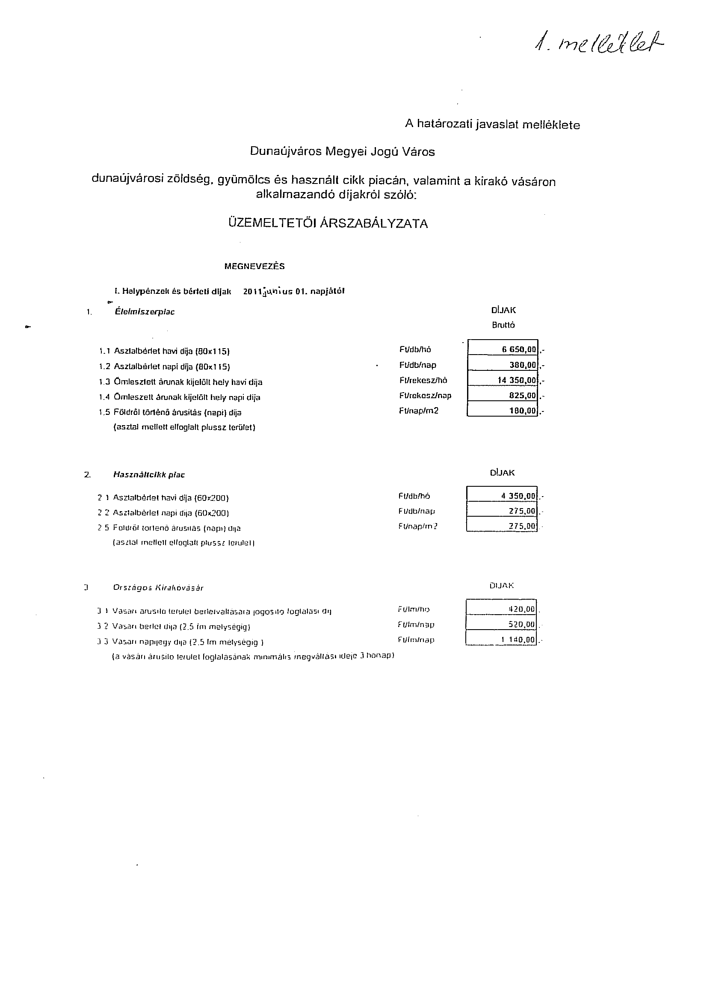 1. melléklet
A határozati javaslat melléklete
Dunaújváros Megyei Jogú Város
dunaújvárosi zöldség, gyümölcs és használt cikk piacán, valamint a kirakó vásáron
alkalmazandó díjakról szóló:
ÜZEMELTETŐI ÁRSZABÁLYZATA
MEGNEVEZÉS
I. Helypénzek és bérleti díjak 2011 junius 01. napjától
1. Élelmiszerpiac DÍJAK
Bruttó
1.1 Asztalbérlet havi díja (80x115) Ft/db/hó 6 650,00 .-
1.2 Asztalbérlet napi díja (80x115) Ft/db/nap 380,00 .-
1.3 Ömlesztett árunak kijelölt hely havi díja Ft/rekesz/hó 14 350,00 .-
1.4 Ömleszett árunak kijelölt hely napi díja Ft/rekesz/nap 825,00 .-
1.5 Földről történő árusítás (napi) díja Ft/nap/m2 180,00 .-
(asztal mellett elfoglalt plussz terület)
2. Használtcikk piac DÍJAK
2.1 Asztalbérlet havi díja (60x200) Ft/db/hó 4 350,00 .-
2.2 Asztalbérlet napi díja (60x200) Ft/db/nap 275,00 .-
2.5 Földről történő árusítás (napi) díja Ft/nap/m2 275,00 .-
(asztal mellett elfoglalt plussz terület)
3. Országos Kirakóvásár DÍJAK
3.1 Vásári árusító terület bérletváltására jogosító foglalási díj Ft/fm/hó 420,00 .-
3.2 Vásári bérlet díja (2,5 fm mélységig) Ft/fm/nap 520,00 .-
3.3 Vásári napijegy díja (2,5 fm mélységig ) Ft/fm/nap 1 140,00 .-
(a vásári árusító terület foglalásának minimális megváltási ideje 3 hónap)